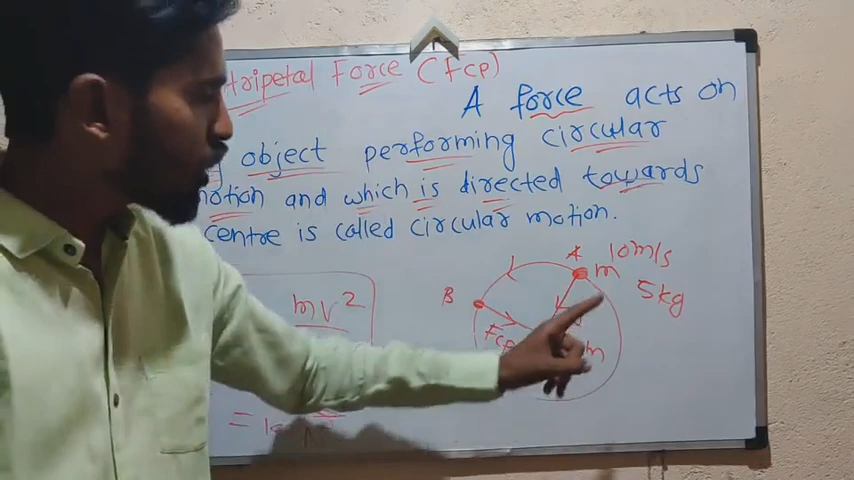 tripetal Force (fcp)
A force acts on
object performing circular
motion and which is directed towards
centre is called circular motion.
mv²
A 10m/s
m 5kg
B
Fcp m
=